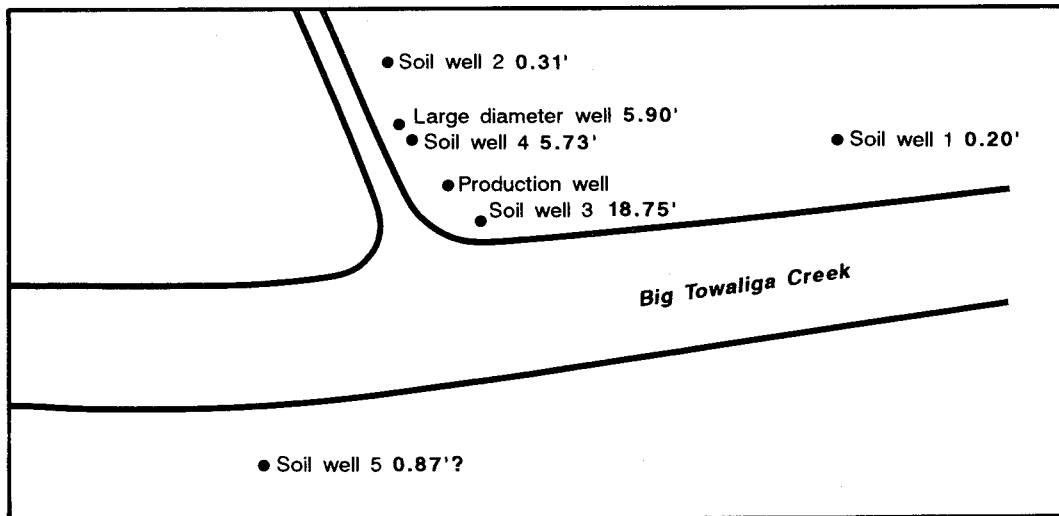 Soil well 2 0.31'
Large diameter well 5.90'
Soil well 4 5.73'
Soil well 1 0.20'
Production well
Soil well 3 18.75'
Big Towaliga Creek
Soil well 5 0.87'?